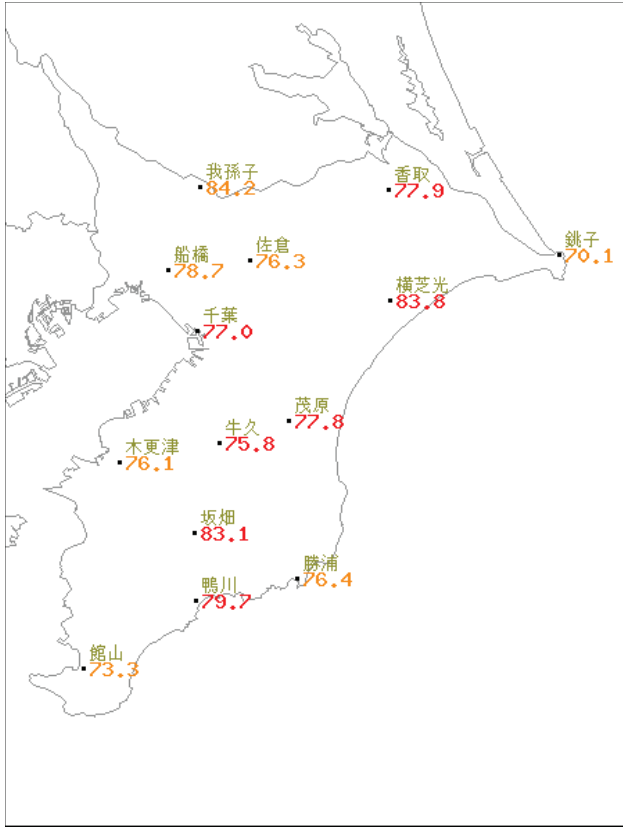 我孫子
84.2
香取
77.9
船橋
78.7
佐倉
76.3
銚子
70.1
横芝光
83.8
千葉
77.0
茂原
77.8
牛久
75.8
木更津
76.1
坂畑
83.1
勝浦
76.4
鴨川
79.7
館山
73.3